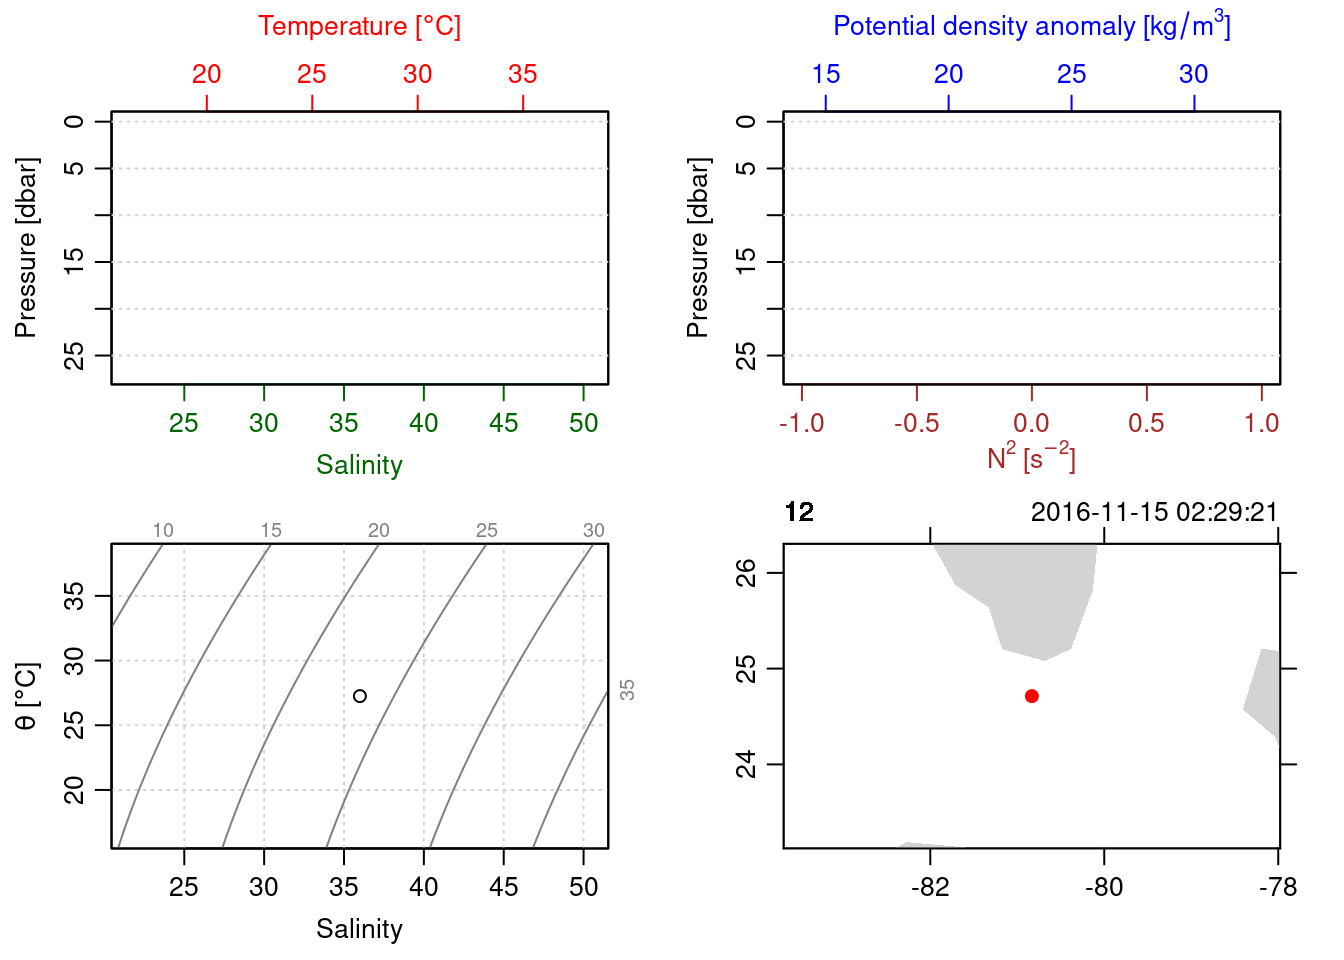 Temperature [°C]
20 25 30 35
0
5
15
25
Pressure [dbar]
25 30 35 40 45 50
Salinity
Potential density anomaly [kg/m³]
15 20 25 30
0
5
15
25
Pressure [dbar]
-1.0 -0.5 0.0 0.5 1.0
N² [s⁻²]
10 15 20 25 30
35
35
30
25
20
θ [°C]
25 30 35 40 45 50
Salinity
12 2016-11-15 02:29:21
26
25
24
-82 -80 -78